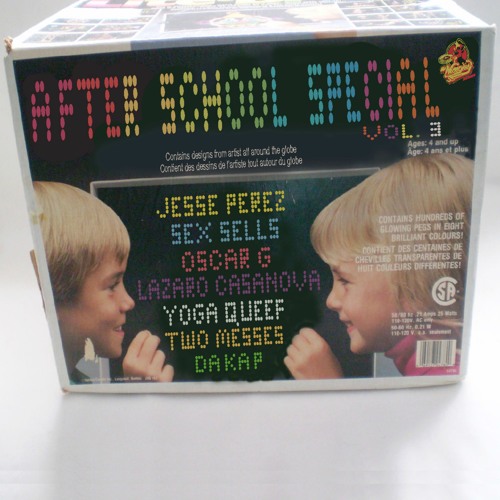 AFTER SCHOOL SPECIAL
VOL. 3
Ages: 4 and up
Age: 4 ans et plus
Contains designs from artist all around the globe
Contient des dessins de l'artiste tout autour du globe
JESSE PEREZ
SEX SELLS
OSCAR G
LAZARO CASANOVA
YOGA QUEEF
TWO MESSES
DAKAP
CONTAINS HUNDREDS OF
GLOWING PEGS IN EIGHT
BRILLIANT COLOURS!
CONTIENT DES CENTAINES DE
CHEVILLES TRANSPARENTES DE
HUIT COULEURS DIFFERENTES!